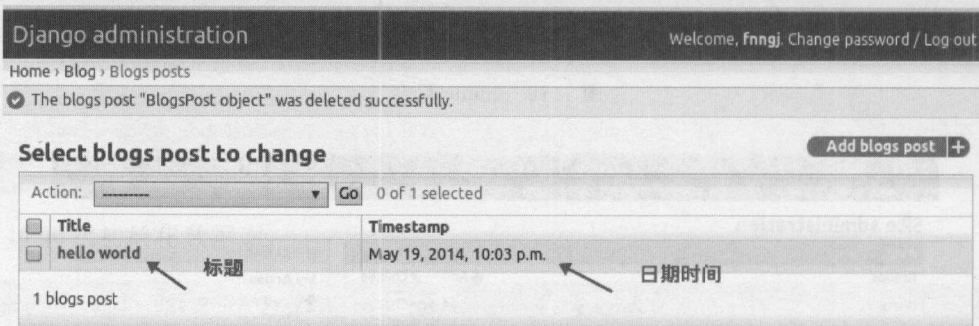 Django administration
Welcome, fnngj. Change password / Log out
Home › Blog › Blogs posts
The blogs post "BlogsPost object" was deleted successfully.
Select blogs post to change
Add blogs post +
Action: --------- Go 0 of 1 selected
Title Timestamp
hello world May 19, 2014, 10:03 p.m.
标题 日期时间
1 blogs post